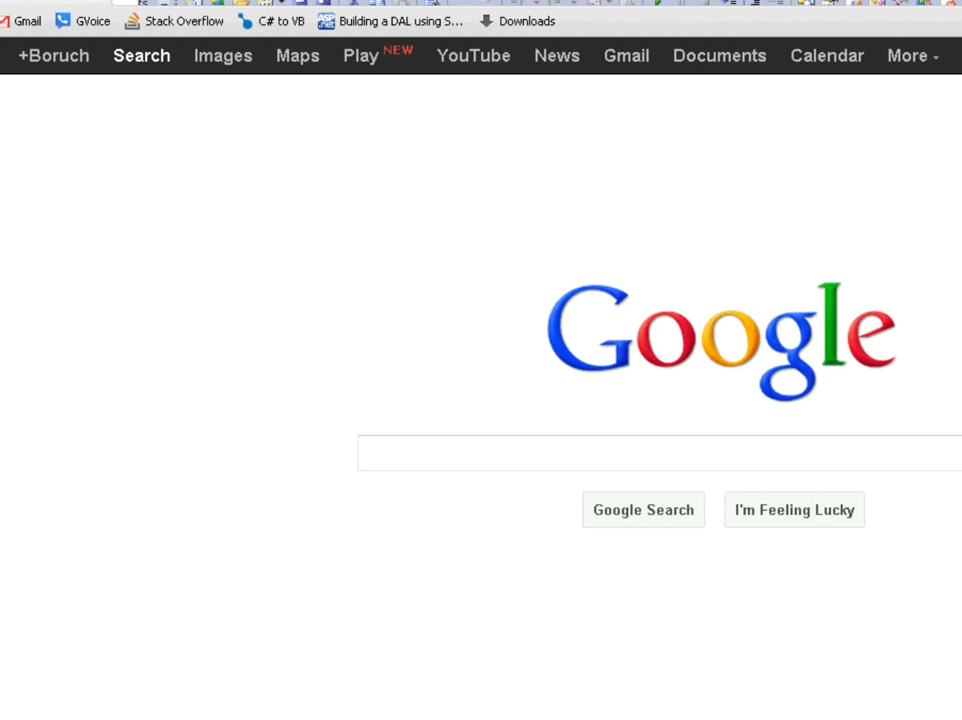 Gmail GVoice Stack Overflow C# to VB Building a DAL using S... Downloads
+Boruch Search Images Maps Play NEW YouTube News Gmail Documents Calendar More
Google
Google Search I'm Feeling Lucky